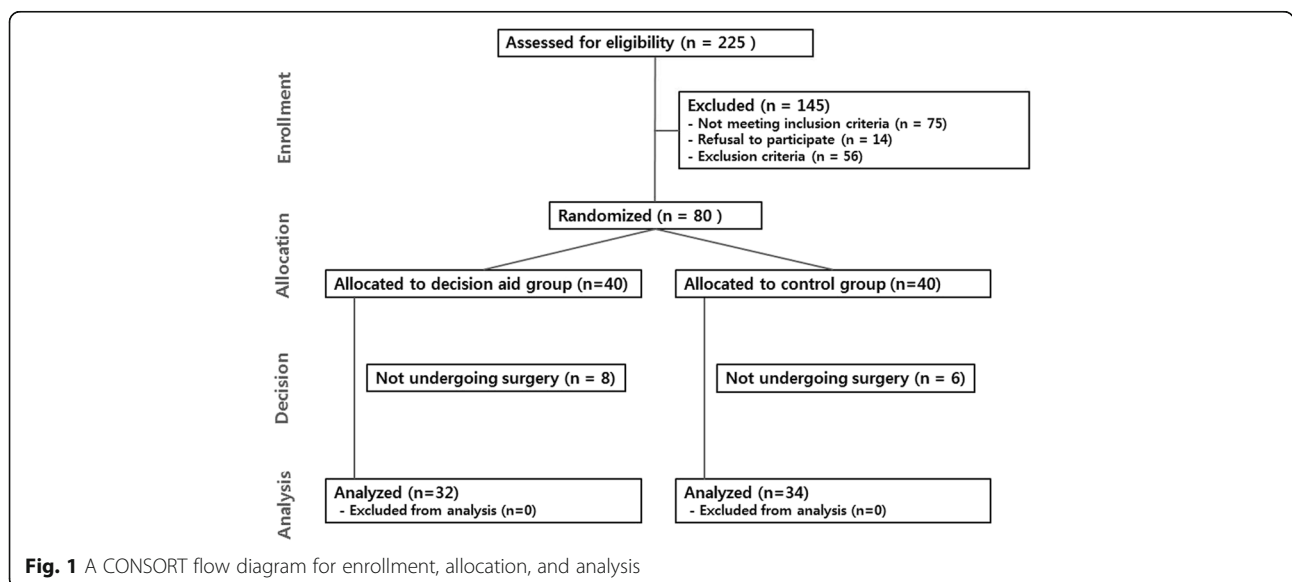 Assessed for eligibility (n = 225 )
Enrollment
Excluded (n = 145)
- Not meeting inclusion criteria (n = 75)
- Refusal to participate (n = 14)
- Exclusion criteria (n = 56)
Randomized (n = 80 )
Allocation
Allocated to decision aid group (n=40)
Allocated to control group (n=40)
Decision
Not undergoing surgery (n = 8)
Not undergoing surgery (n = 6)
Analysis
Analyzed (n=32)
- Excluded from analysis (n=0)
Analyzed (n=34)
- Excluded from analysis (n=0)
Fig. 1 A CONSORT flow diagram for enrollment, allocation, and analysis